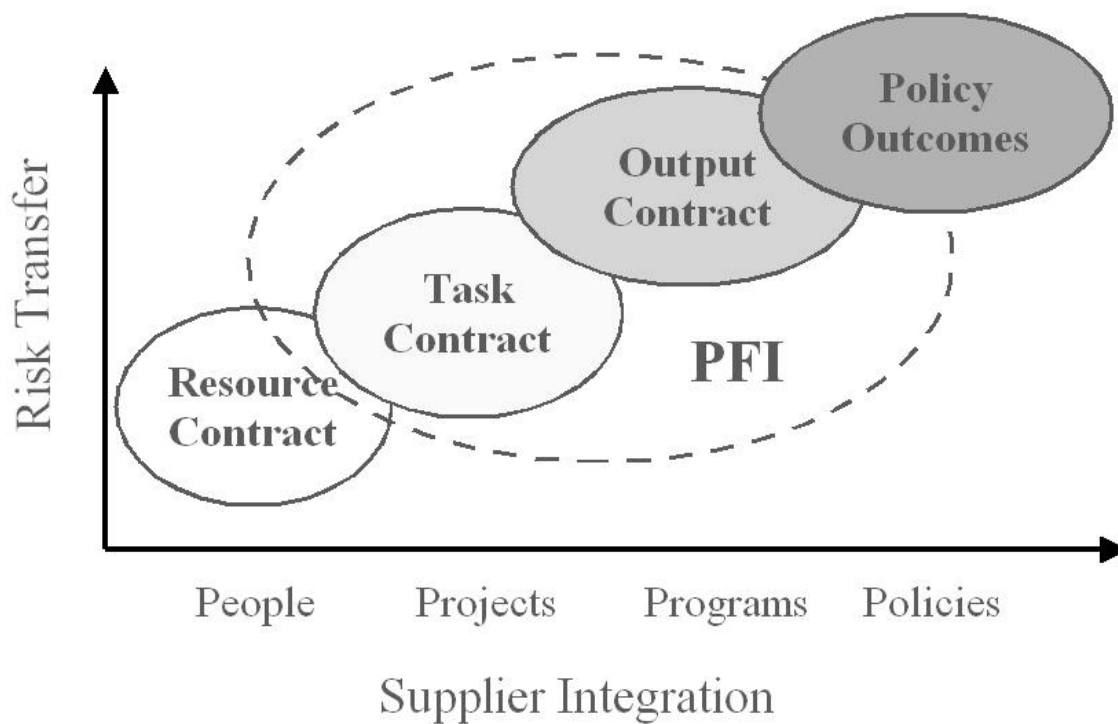 Policy
Outcomes
Output
Contract
Task
Contract
PFI
Resource
Contract
Risk Transfer
People Projects Programs Policies
Supplier Integration